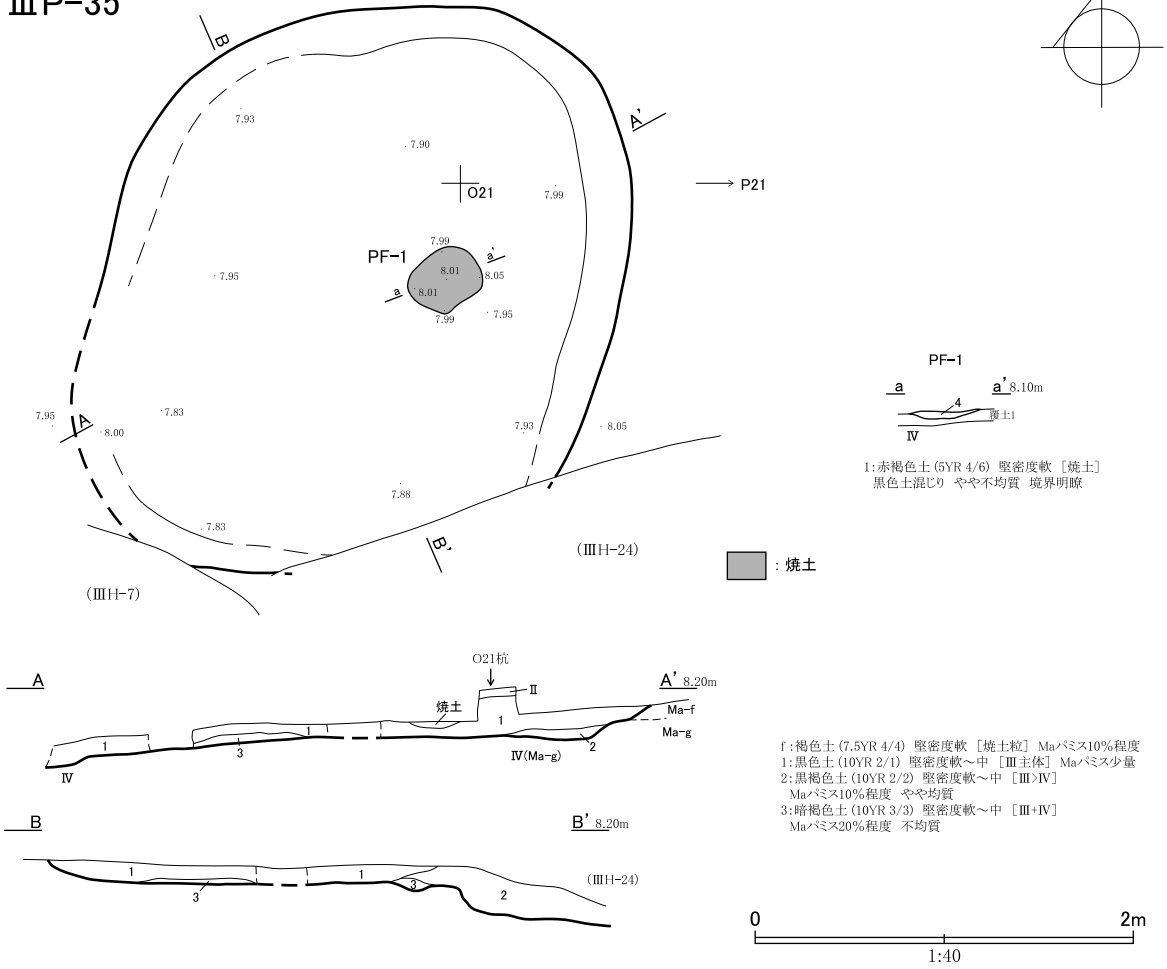 ⅢP-35
B
A'
7.93
7.90
O21
P21
7.99
PF-1
7.99
a'
8.01
8.05
7.95
a
8.01
7.99
7.95
PF-1
a
a' 8.10m
4
覆土1
Ⅳ
7.95
A
8.00
7.83
7.93
8.05
1:赤褐色土(5YR 4/6) 堅密度軟 [焼土]
黒色土混じり やや不均質 境界明瞭
7.88
7.83
B'
(ⅢH-24)
(ⅢH-7)
:焼土
O21杭
A
A' 8.20m
Ⅱ
焼土
Ma-f
1
1
1
Ma-g
3
2
Ⅳ
Ⅳ(Ma-g)
f:褐色土(7.5YR 4/4) 堅密度軟 [焼土粒] Maパミス10%程度
1:黒色土(10YR 2/1) 堅密度軟~中 [Ⅲ主体] Maパミス少量
2:黒褐色土(10YR 2/2) 堅密度軟~中 [Ⅲ>Ⅳ]
Maパミス10%程度 やや均質
3:暗褐色土(10YR 3/3) 堅密度軟~中 [Ⅲ+Ⅳ]
Maパミス20%程度 不均質
B
B' 8.20m
1
1
3
3
2
(ⅢH-24)
0
2m
1:40